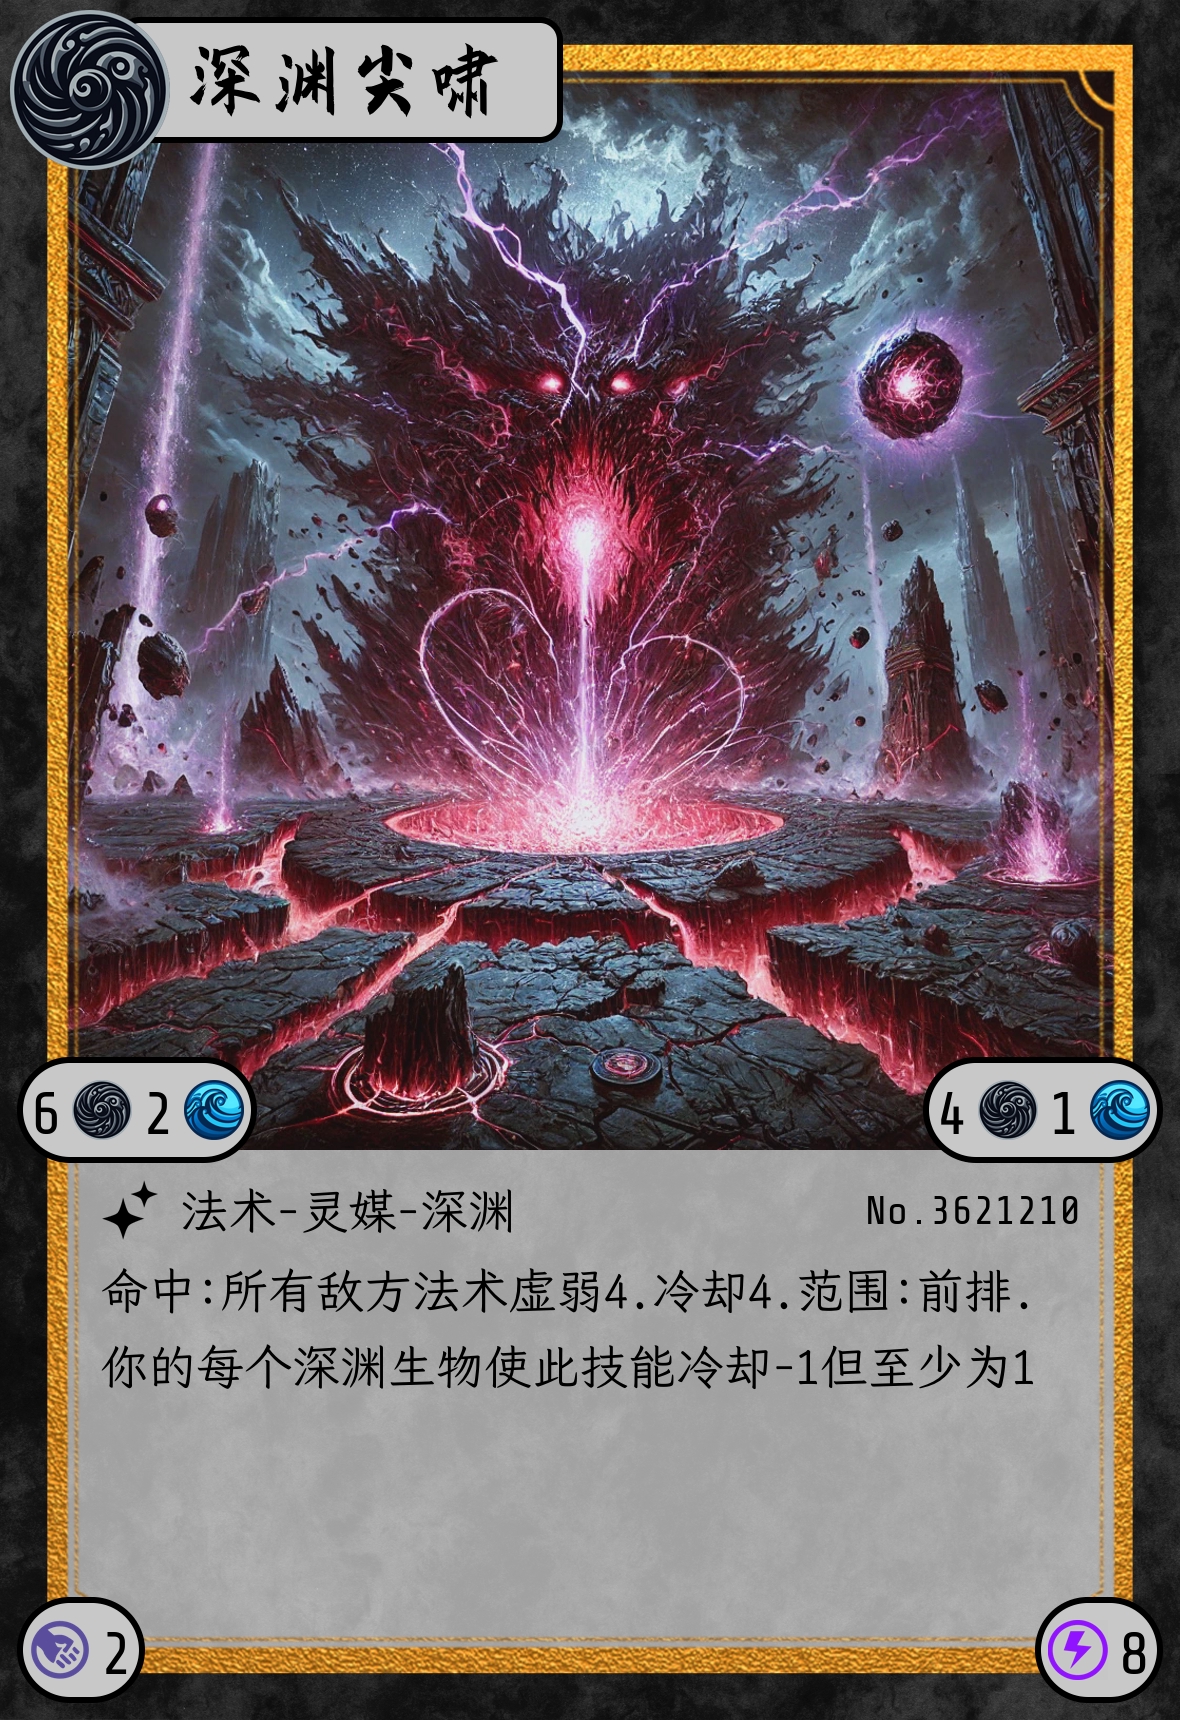 深渊尖啸
6 2
4 1
法术-灵媒-深渊
No.3621210
命中:所有敌方法术虚弱4.冷却4.范围:前排.
你的每个深渊生物使此技能冷却-1但至少为1
2
8